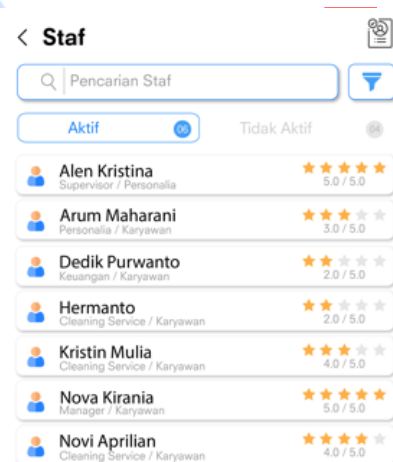 Staf
Pencarian Staf
Aktif 06 Tidak Aktif 04
Alen Kristina
Supervisor / Personalia
5.0 / 5.0
Arum Maharani
Personalia / Karyawan
3.0 / 5.0
Dedik Purwanto
Keuangan / Karyawan
2.0 / 5.0
Hermanto
Cleaning Service / Karyawan
2.0 / 5.0
Kristin Mulia
Cleaning Service / Karyawan
4.0 / 5.0
Nova Kirania
Manager / Karyawan
5.0 / 5.0
Novi Aprilian
Cleaning Service / Karyawan
4.0 / 5.0